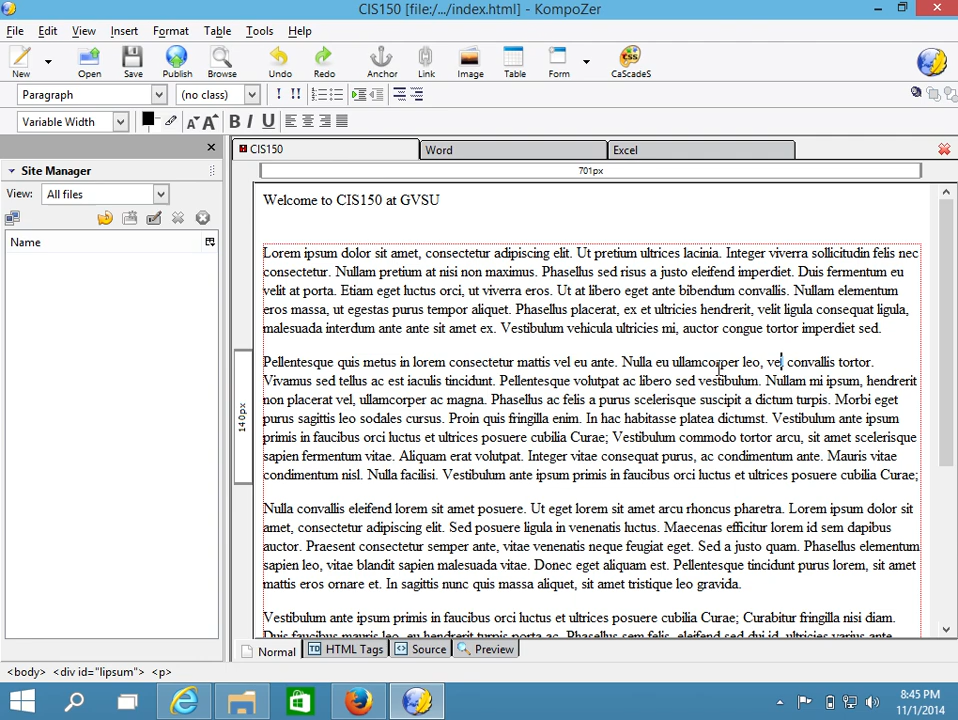 CIS150 [file:/.../index.html] - KompoZer
File Edit View Insert Format Table Tools Help
New Open Save Publish Browse Undo Redo Anchor Link Image Table Form CaScadeS
Paragraph (no class) ! !!
Variable Width A A B I U
CIS150 Word Excel
Site Manager
701px
View: All files
Name
140px
Welcome to CIS150 at GVSU
Lorem ipsum dolor sit amet, consectetur adipiscing elit. Ut pretium ultrices lacinia. Integer viverra sollicitudin felis nec
consectetur. Nullam pretium at nisi non maximus. Phasellus sed risus a justo eleifend imperdiet. Duis fermentum eu
velit at porta. Etiam eget luctus orci, ut viverra eros. Ut at libero eget ante bibendum convallis. Nullam elementum
eros massa, ut egestas purus tempor aliquet. Phasellus placerat, ex et ultricies hendrerit, velit ligula consequat ligula,
malesuada interdum ante ante sit amet ex. Vestibulum vehicula ultricies mi, auctor congue tortor imperdiet sed.
Pellentesque quis metus in lorem consectetur mattis vel eu ante. Nulla eu ullamcorper leo, vel convallis tortor.
Vivamus sed tellus ac est iaculis tincidunt. Pellentesque volutpat ac libero sed vestibulum. Nullam mi ipsum, hendrerit
non placerat vel, ullamcorper ac magna. Phasellus ac felis a purus scelerisque suscipit a dictum turpis. Morbi eget
purus sagittis leo sodales cursus. Proin quis fringilla enim. In hac habitasse platea dictumst. Vestibulum ante ipsum
primis in faucibus orci luctus et ultrices posuere cubilia Curae; Vestibulum commodo tortor arcu, sit amet scelerisque
sapien fermentum vitae. Aliquam erat volutpat. Integer vitae consequat purus, ac condimentum ante. Mauris vitae
condimentum nisl. Nulla facilisi. Vestibulum ante ipsum primis in faucibus orci luctus et ultrices posuere cubilia Curae;
Nulla convallis eleifend lorem sit amet posuere. Ut eget lorem sit amet arcu rhoncus pharetra. Lorem ipsum dolor sit
amet, consectetur adipiscing elit. Sed posuere ligula in venenatis luctus. Maecenas efficitur lorem id sem dapibus
auctor. Praesent consectetur semper ante, vitae venenatis neque feugiat eget. Sed a justo quam. Phasellus elementum
sapien leo, vitae blandit sapien malesuada vitae. Donec eget aliquam est. Pellentesque tincidunt purus lorem, sit amet
mattis eros ornare et. In sagittis nunc quis massa aliquet, sit amet tristique leo gravida.
Vestibulum ante ipsum primis in faucibus orci luctus et ultrices posuere cubilia Curae; Curabitur fringilla nisi diam.
Duis faucibus mauris leo, eu hendrerit turpis porta ac. Phasellus sem felis, eleifend sed dui id, ultricies varius ante
Normal HTML Tags Source Preview
<body> <div id="lipsum"> <p>
8:45 PM
11/1/2014